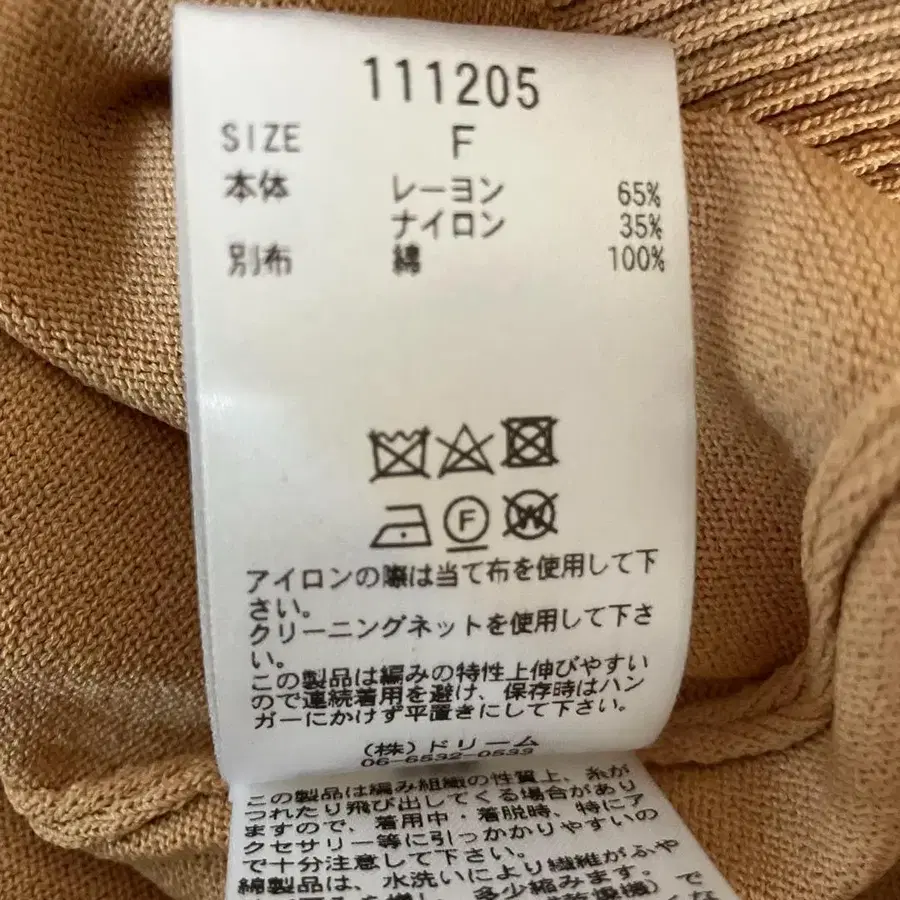 111205
SIZE F
本体 レーヨン 65%
ナイロン 35%
別布 綿 100%
F
W
アイロンの際は当て布を使用して下
さい。
クリーニングネットを使用して下さ
い。
この製品は編みの特性上伸びやすい
ので連続着用を避け、保存時はハン
ガーにかけず平置きにして下さい。
(株)ドリーム
06-6532-0533
この製品は編み組織の性質上、糸が
つれたり飛び出してくる場合があり
ますので、着用中・着脱時、特にア
クセサリー等に引っかかりやすいの
で十分注意して下さい。
綿製品は、水洗いにより繊維がふや
多少縮みます。